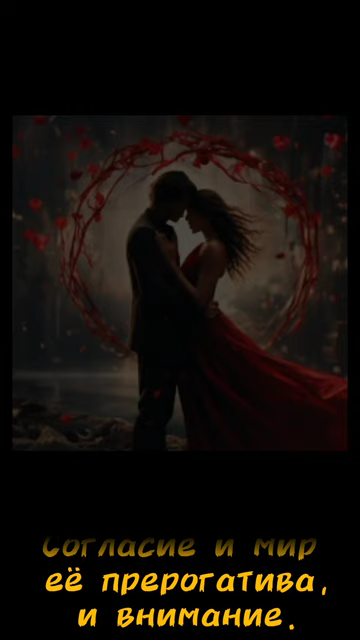 Согласие и мир
её прерогатива,
и внимание.